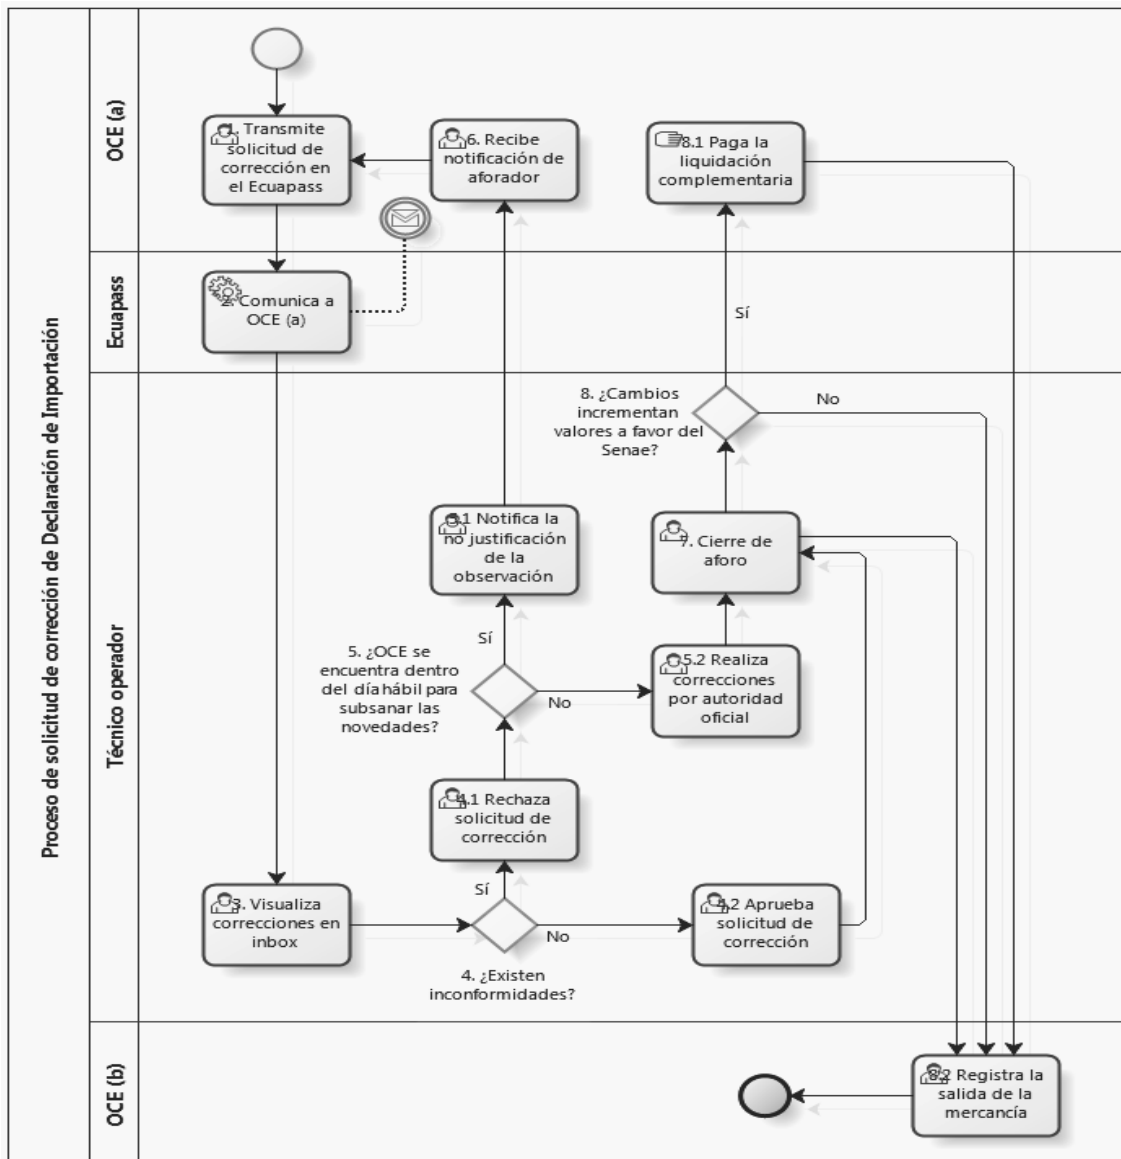 Proceso de solicitud de corrección de Declaración de Importación
OCE (a)
1. Transmite
solicitud de
corrección en
el Ecuapass
6. Recibe
notificación de
aforador
8.1 Paga la
liquidación
complementaria
Ecuapass
2. Comunica a
OCE (a)
Sí
Técnico operador
8. ¿Cambios
incrementan
valores a favor del
Senae?
No
5.1 Notifica la
no justificación
de la
observación
7. Cierre de
aforo
Sí
5. ¿OCE se
encuentra dentro
del día hábil para
subsanar las
novedades?
No
5.2 Realiza
correcciones
por autoridad
oficial
4.1 Rechaza
solicitud de
corrección
Sí
3. Visualiza
correcciones en
inbox
No
4.2 Aprueba
solicitud de
corrección
4. ¿Existen
inconformidades?
OCE (b)
8.2 Registra la
salida de la
mercancía